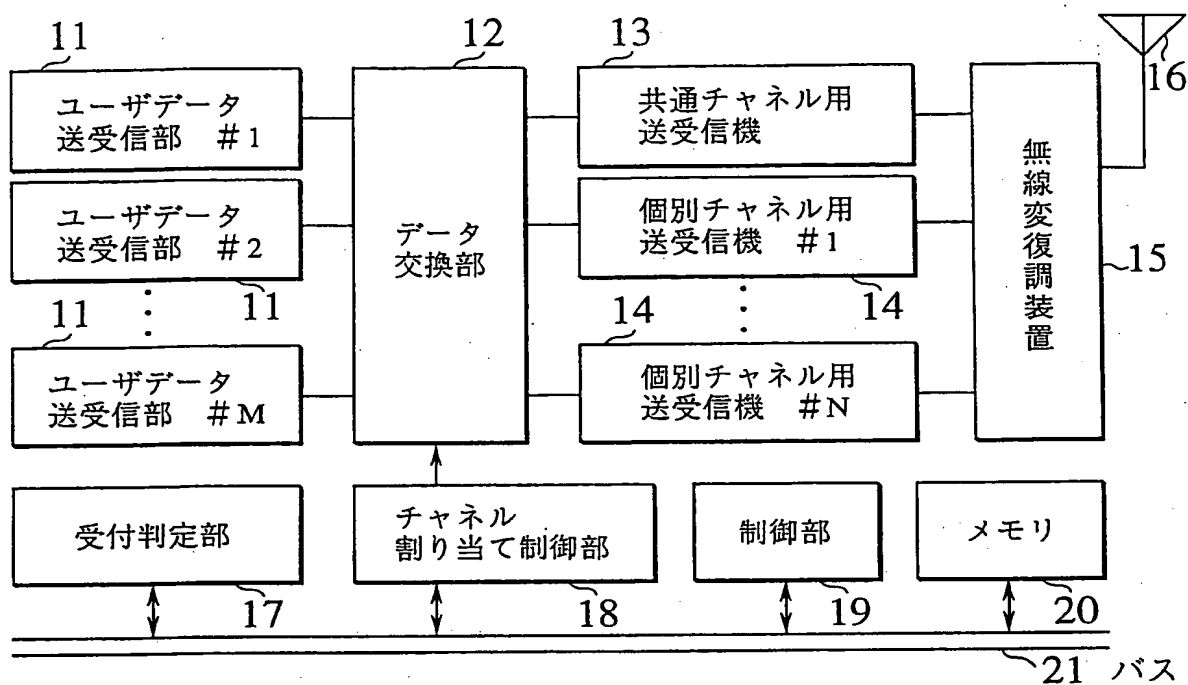 11
ユーザデータ
送受信部 #1
ユーザデータ
送受信部 #2
11
11
ユーザデータ
送受信部 #M
12
データ
交換部
13
共通チャネル用
送受信機
個別チャネル用
送受信機 #1
14
14
個別チャネル用
送受信機 #N
無線変復調装置
15
16
受付判定部
17
チャネル
割り当て制御部
18
制御部
19
メモリ
20
21 バス